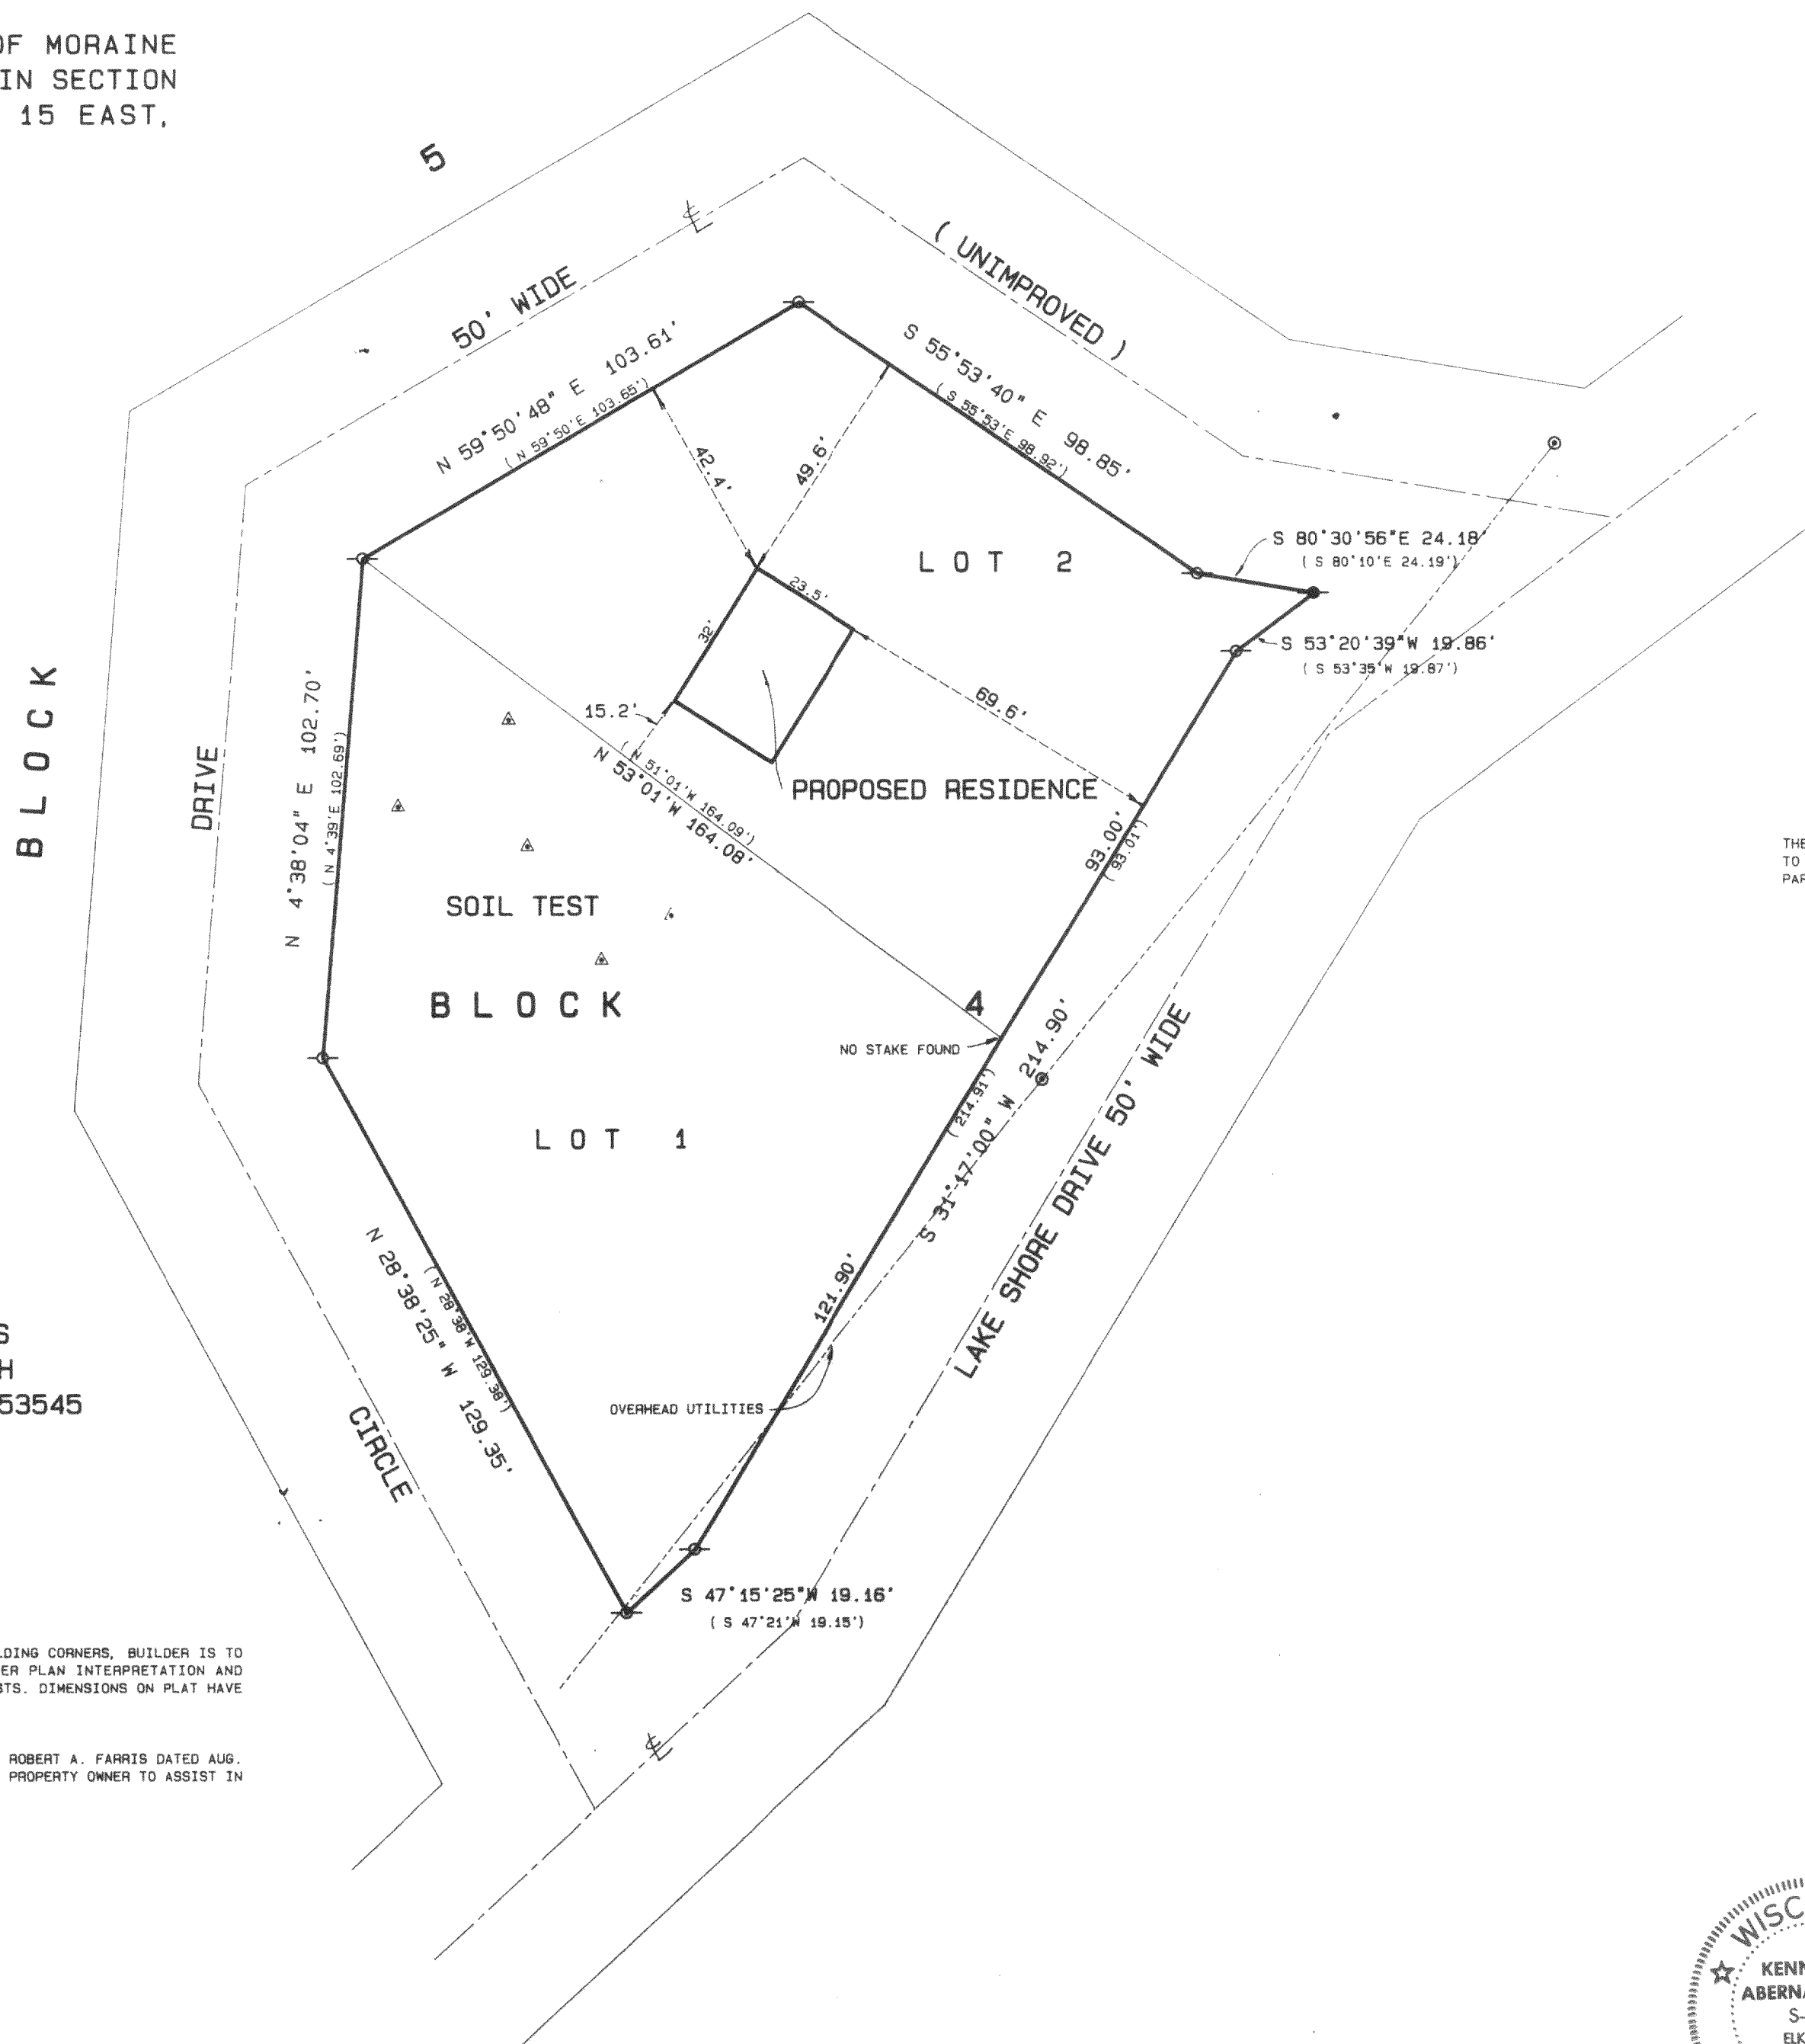 OF MORAINE
IN SECTION
15 EAST,
5
50' WIDE
( UNIMPROVED )
N 59°50'48" E 103.61'
( N 59°50'E 103.65')
S 55°53'40" E 98.85'
( S 55°53'E 98.92')
42.4'
49.6'
S 80°30'56"E 24.18'
( S 80°10'E 24.19')
LOT 2
23.5'
32'
S 53°20'39"W 19.86'
( S 53°35'W 19.87')
BLOCK
DRIVE
N 4°38'04" E 102.70'
( N 4°39'E 102.69')
15.2'
69.6'
( N 51°01'W 164.09')
N 53°01'W 164.08'
PROPOSED RESIDENCE
93.00'
( 93.01')
THE
TO
PAR
SOIL TEST
BLOCK 4
NO STAKE FOUND
LOT 1
( 214.91')
S 31°17'00" W 214.90'
LAKE SHORE DRIVE 50' WIDE
121.90'
N 28°38'25" W 129.35'
( N 28°38'W 129.38')
S
H
53545
OVERHEAD UTILITIES
CIRCLE
S 47°15'25"W 19.16'
( S 47°21'W 19.15')
LDING CORNERS, BUILDER IS TO
ER PLAN INTERPRETATION AND
STS. DIMENSIONS ON PLAT HAVE
ROBERT A. FARRIS DATED AUG.
PROPERTY OWNER TO ASSIST IN
WISC
KENN
ABERNA
S-
ELK